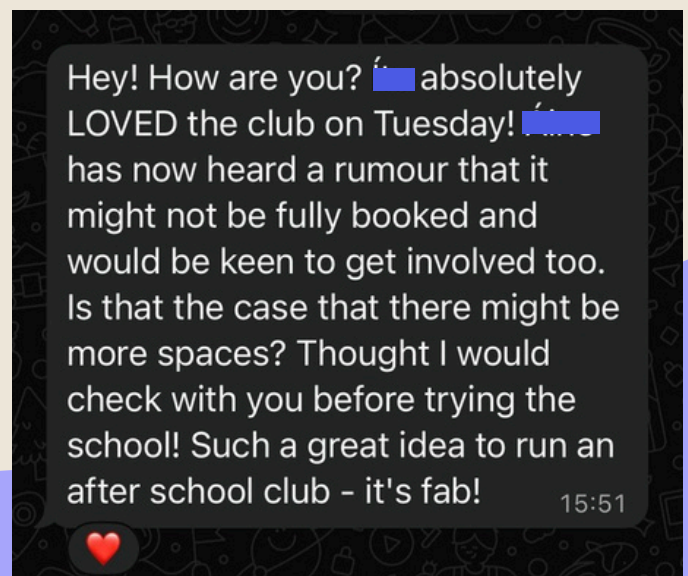 Hey! How are you? absolutely
LOVED the club on Tuesday!
has now heard a rumour that it
might not be fully booked and
would be keen to get involved too.
Is that the case that there might be
more spaces? Thought I would
check with you before trying the
school! Such a great idea to run an
after school club - it's fab!
15:51